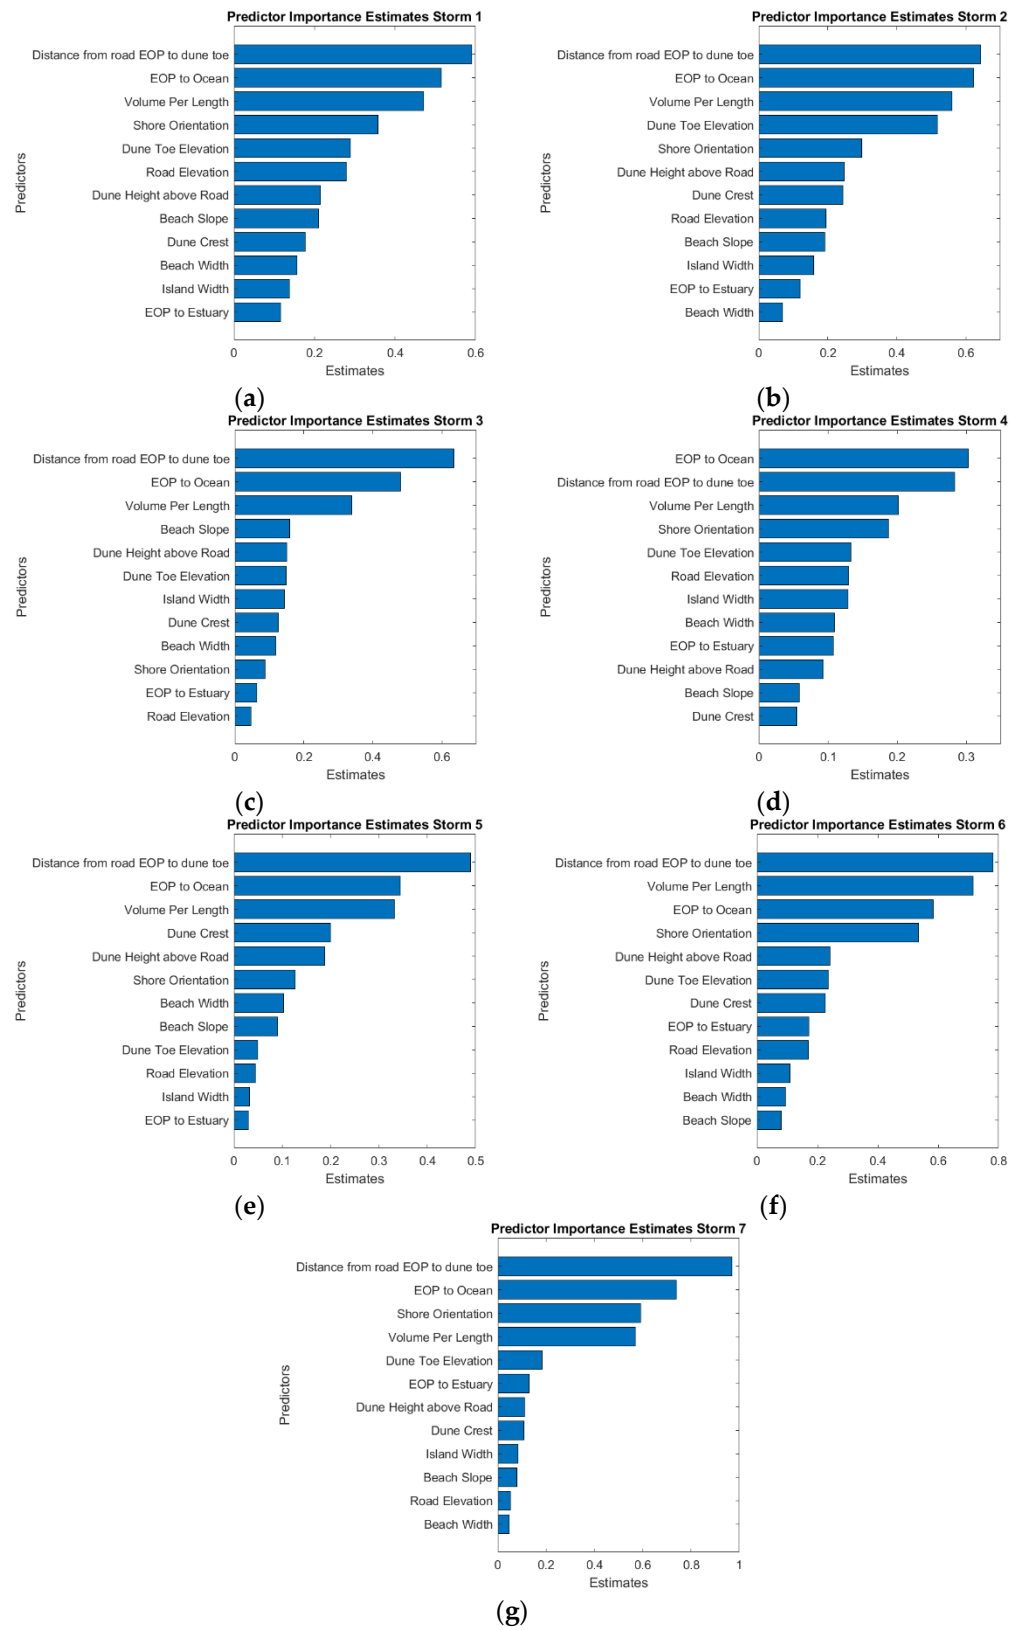 Predictor Importance Estimates Storm 1
Distance from road EOP to dune toe
EOP to Ocean
Volume Per Length
Shore Orientation
Dune Toe Elevation
Road Elevation
Dune Height above Road
Beach Slope
Dune Crest
Beach Width
Island Width
EOP to Estuary
Predictors
0 0.2 0.4 0.6
Estimates
(a)
Predictor Importance Estimates Storm 2
Distance from road EOP to dune toe
EOP to Ocean
Volume Per Length
Dune Toe Elevation
Shore Orientation
Dune Height above Road
Dune Crest
Road Elevation
Beach Slope
Island Width
EOP to Estuary
Beach Width
Predictors
0 0.2 0.4 0.6
Estimates
(b)
Predictor Importance Estimates Storm 3
Distance from road EOP to dune toe
EOP to Ocean
Volume Per Length
Beach Slope
Dune Height above Road
Dune Toe Elevation
Island Width
Dune Crest
Beach Width
Shore Orientation
EOP to Estuary
Road Elevation
Predictors
0 0.2 0.4 0.6
Estimates
(c)
Predictor Importance Estimates Storm 4
EOP to Ocean
Distance from road EOP to dune toe
Volume Per Length
Shore Orientation
Dune Toe Elevation
Road Elevation
Island Width
Beach Width
EOP to Estuary
Dune Height above Road
Beach Slope
Dune Crest
Predictors
0 0.1 0.2 0.3
Estimates
(d)
Predictor Importance Estimates Storm 5
Distance from road EOP to dune toe
EOP to Ocean
Volume Per Length
Dune Crest
Dune Height above Road
Shore Orientation
Beach Width
Beach Slope
Dune Toe Elevation
Road Elevation
Island Width
EOP to Estuary
Predictors
0 0.1 0.2 0.3 0.4 0.5
Estimates
(e)
Predictor Importance Estimates Storm 6
Distance from road EOP to dune toe
Volume Per Length
EOP to Ocean
Shore Orientation
Dune Height above Road
Dune Toe Elevation
Dune Crest
EOP to Estuary
Road Elevation
Island Width
Beach Width
Beach Slope
Predictors
0 0.2 0.4 0.6 0.8
Estimates
(f)
Predictor Importance Estimates Storm 7
Distance from road EOP to dune toe
EOP to Ocean
Shore Orientation
Volume Per Length
Dune Toe Elevation
EOP to Estuary
Dune Height above Road
Dune Crest
Island Width
Beach Slope
Road Elevation
Beach Width
Predictors
0 0.2 0.4 0.6 0.8 1
Estimates
(g)